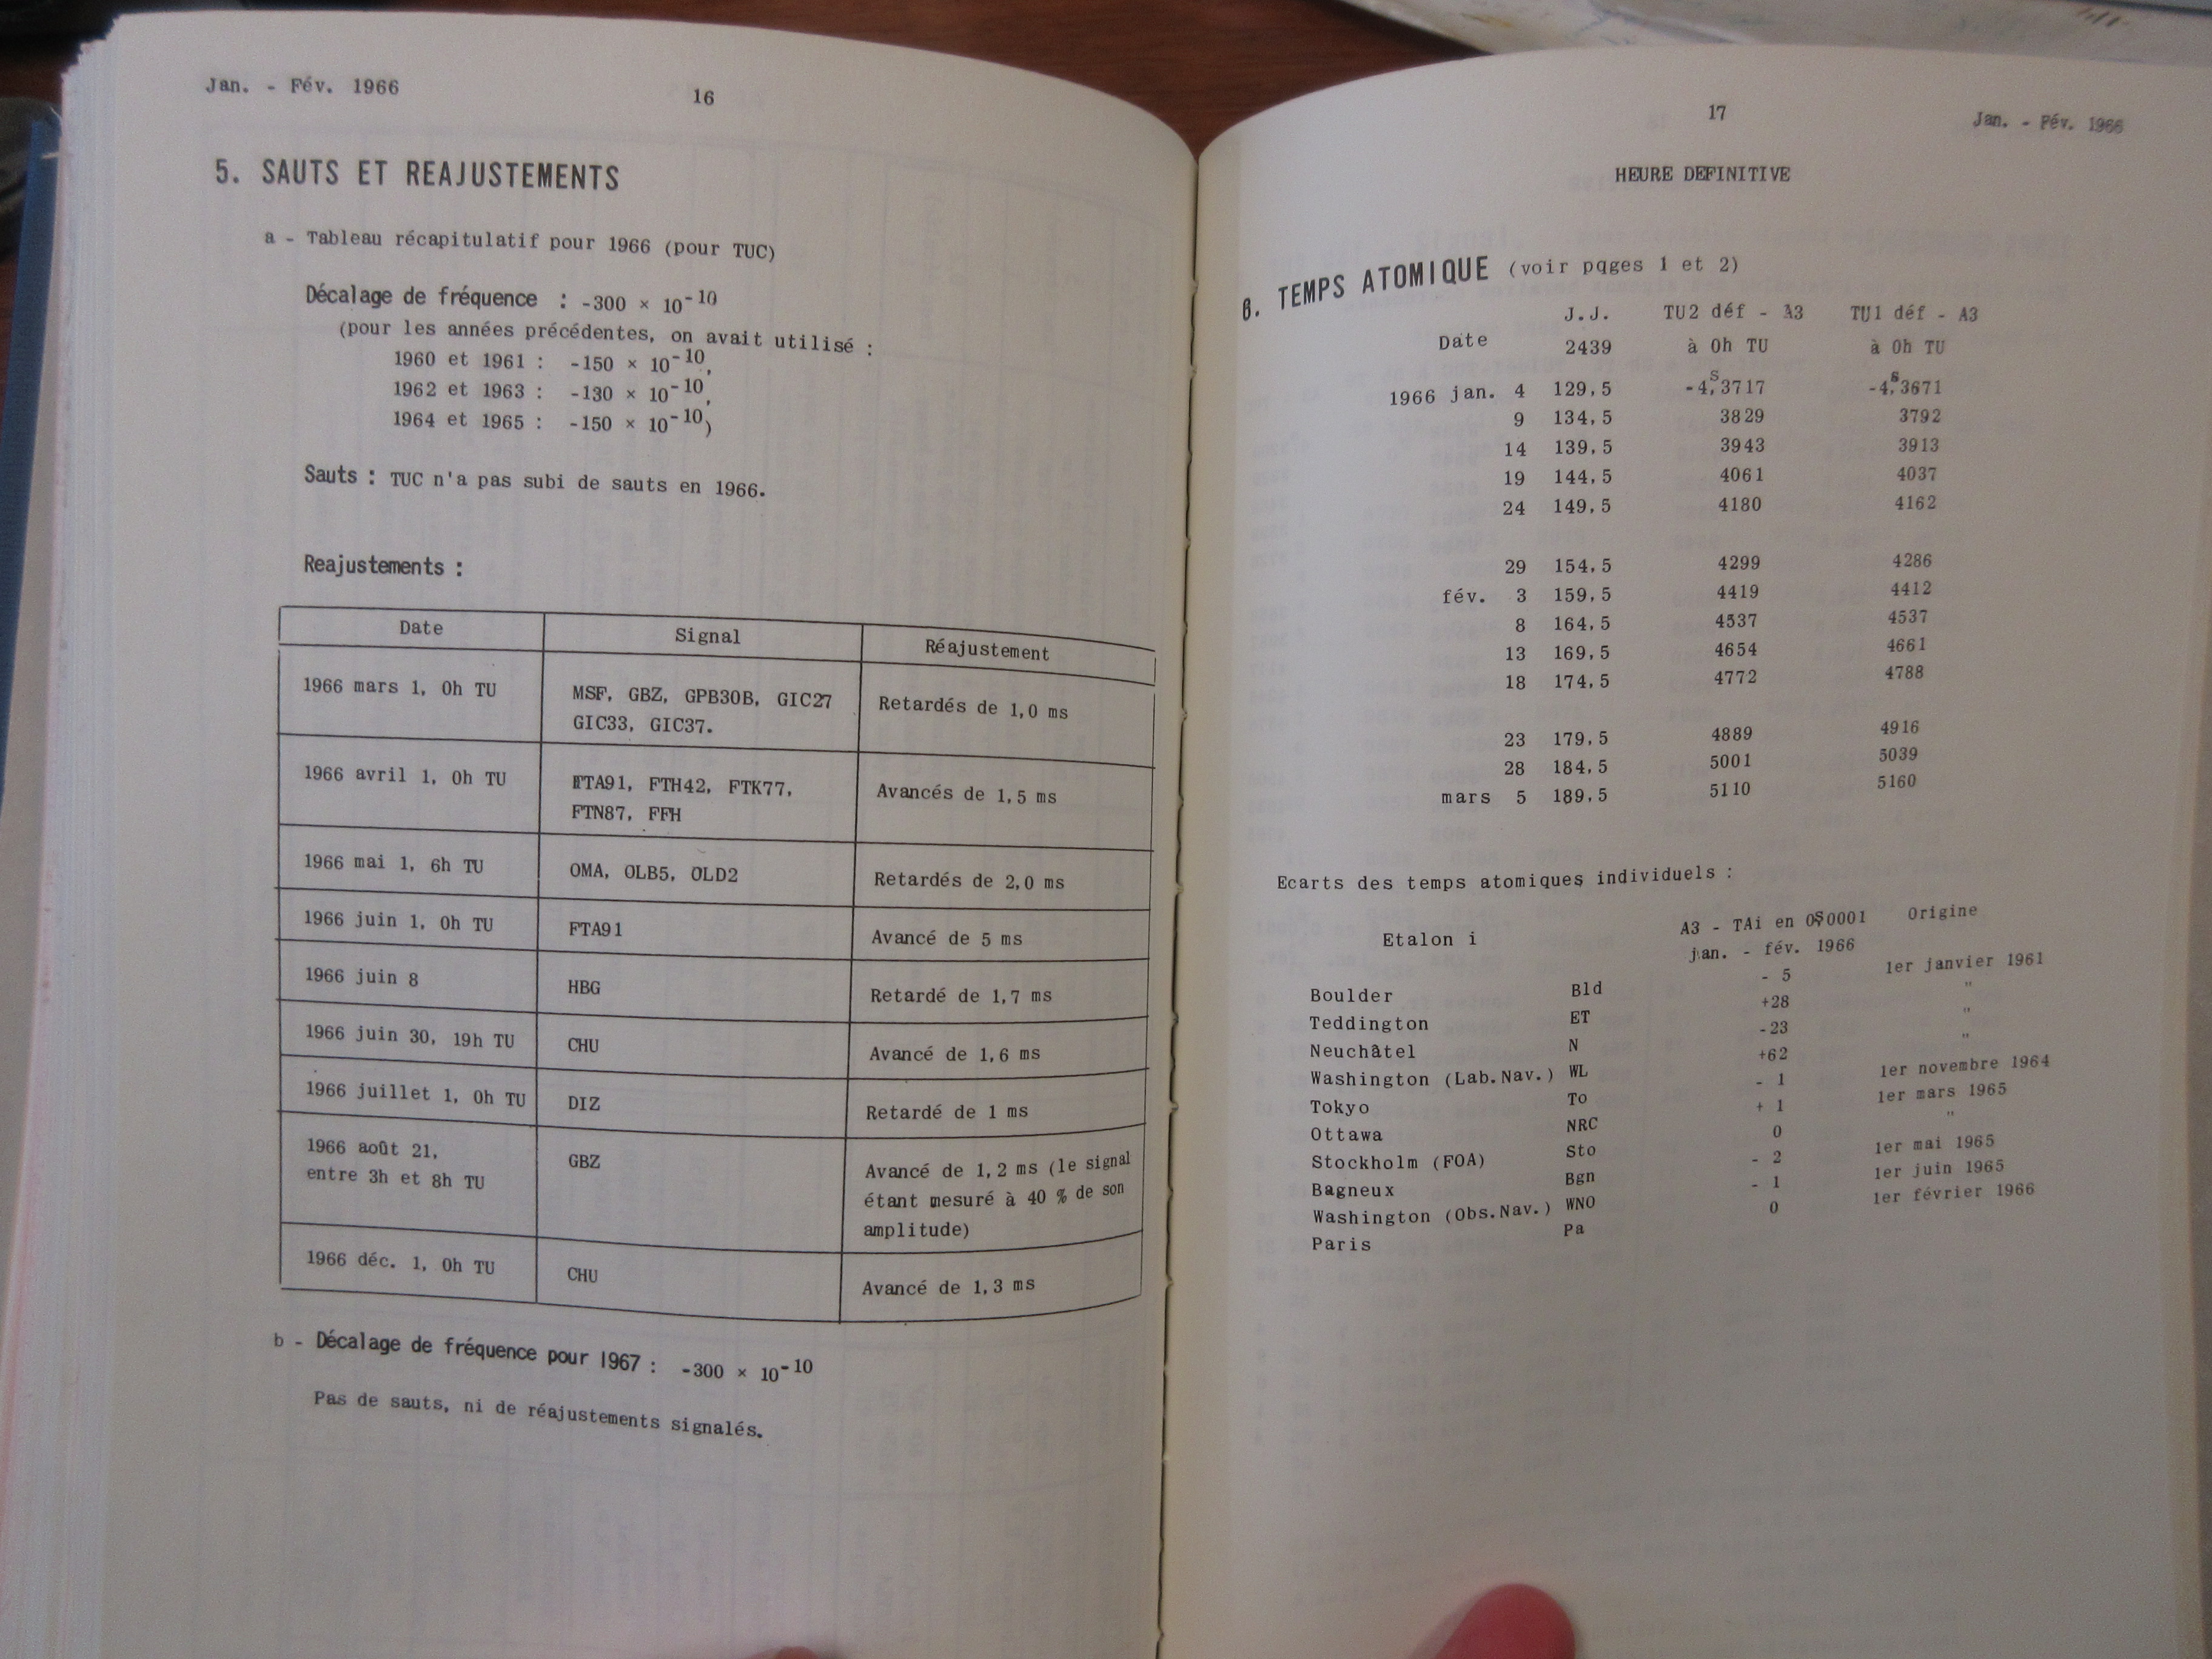 Jan. - Fév. 1966
16
5. SAUTS ET REAJUSTEMENTS
a - Tableau récapitulatif pour 1966 (pour TUC)
Décalage de fréquence : -300 × 10⁻¹⁰
(pour les années précédentes, on avait utilisé :
1960 et 1961 : -150 × 10⁻¹⁰,
1962 et 1963 : -130 × 10⁻¹⁰,
1964 et 1965 : -150 × 10⁻¹⁰)
Sauts : TUC n'a pas subi de sauts en 1966.
Reajustements :
Date Signal Réajustement
1966 mars 1, 0h TU MSF, GBZ, GPB30B, GIC27 Retardés de 1,0 ms
GIC33, GIC37.
1966 avril 1, 0h TU FTA91, FTH42, FTK77, Avancés de 1,5 ms
FTN87, FFH
1966 mai 1, 6h TU OMA, OLB5, OLD2 Retardés de 2,0 ms
1966 juin 1, 0h TU FTA91 Avancé de 5 ms
1966 juin 8 HBG Retardé de 1,7 ms
1966 juin 30, 19h TU CHU Avancé de 1,6 ms
1966 juillet 1, 0h TU DIZ Retardé de 1 ms
1966 août 21, GBZ Avancé de 1,2 ms (le signal
entre 3h et 8h TU étant mesuré à 40 % de son
amplitude)
1966 déc. 1, 0h TU CHU Avancé de 1,3 ms
b - Décalage de fréquence pour 1967 : -300 × 10⁻¹⁰
Pas de sauts, ni de réajustements signalés.
17
Jan. - Fév. 1966
HEURE DEFINITIVE
6. TEMPS ATOMIQUE (voir pqges 1 et 2)
J.J. TU2 déf - A3 TU1 déf - A3
Date 2439 à 0h TU à 0h TU
1966 jan. 4 129,5 -4ˢ,3717 -4ˢ,3671
9 134,5 3829 3792
14 139,5 3943 3913
19 144,5 4061 4037
24 149,5 4180 4162
29 154,5 4299 4286
fév. 3 159,5 4419 4412
8 164,5 4537 4537
13 169,5 4654 4661
18 174,5 4772 4788
23 179,5 4889 4916
28 184,5 5001 5039
mars 5 189,5 5110 5160
Ecarts des temps atomiques individuels :
Etalon i A3 - TAi en 0ˢ,0001 Origine
jan. - fév. 1966
Boulder Bld - 5 1er janvier 1961
Teddington ET +28 "
Neuchâtel N -23 "
Washington (Lab.Nav.) WL +62 "
Tokyo To - 1 1er novembre 1964
Ottawa NRC + 1 1er mars 1965
Stockholm (FOA) Sto 0 "
Bagneux Bgn - 2 1er mai 1965
Washington (Obs.Nav.) WNO - 1 1er juin 1965
Paris Pa 0 1er février 1966